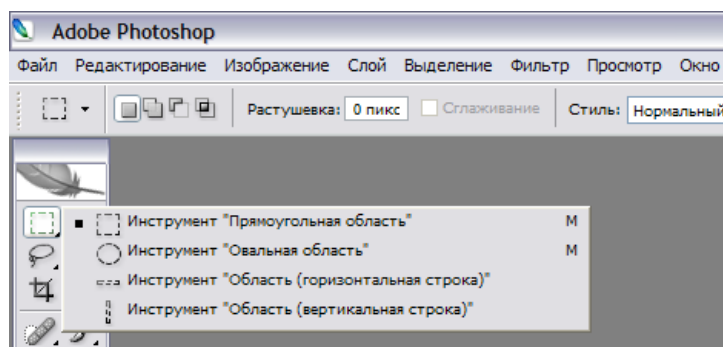 Adobe Photoshop
Файл Редактирование Изображение Слой Выделение Фильтр Просмотр Окно
Растушевка: 0 пикс Сглаживание Стиль: Нормальный
Инструмент "Прямоугольная область" M
Инструмент "Овальная область" M
Инструмент "Область (горизонтальная строка)"
Инструмент "Область (вертикальная строка)"